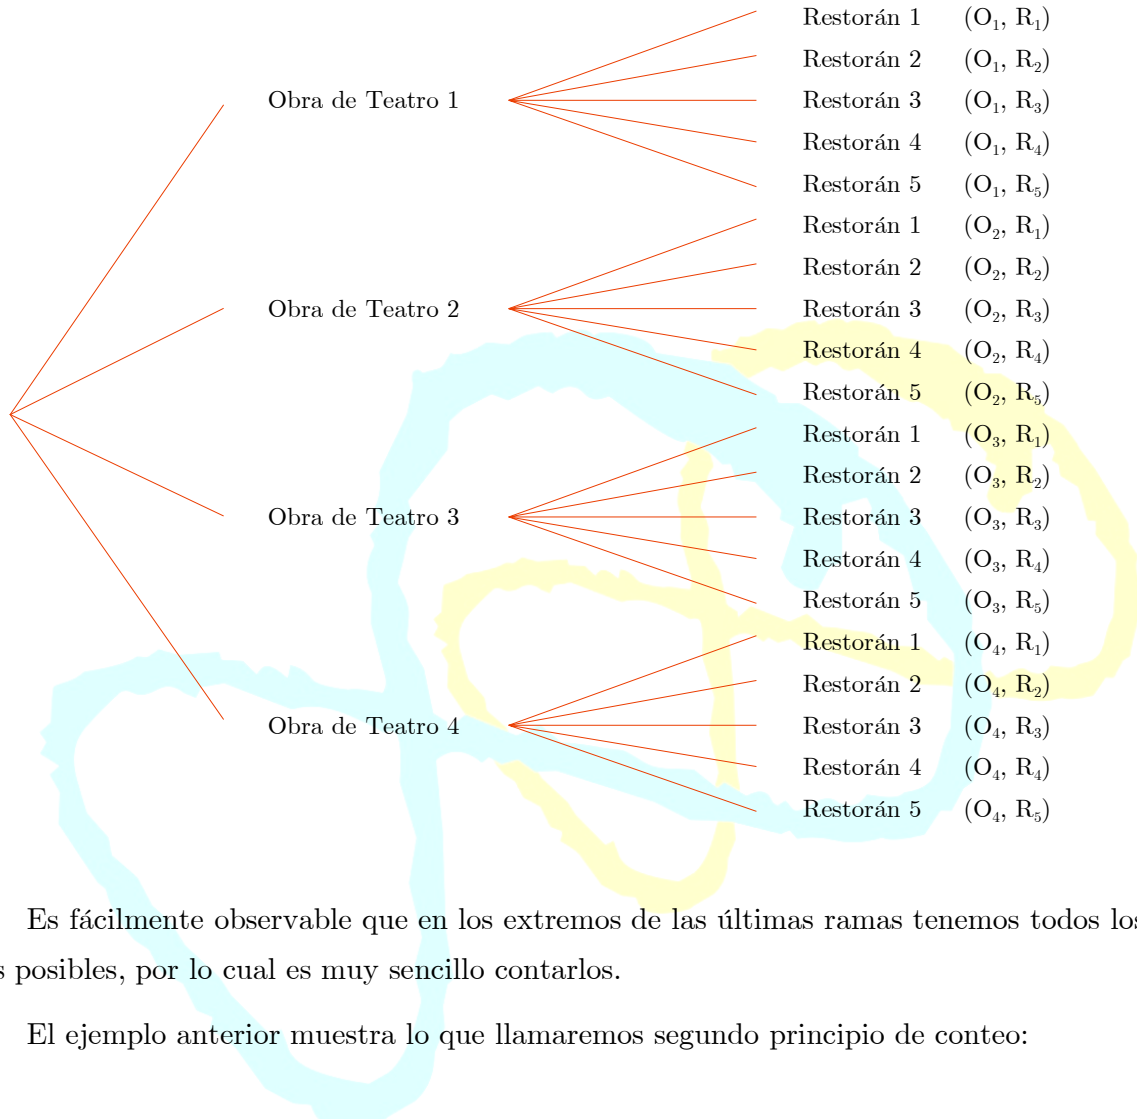 Restorán 1 (O₁, R₁)
Restorán 2 (O₁, R₂)
Obra de Teatro 1 Restorán 3 (O₁, R₃)
Restorán 4 (O₁, R₄)
Restorán 5 (O₁, R₅)
Restorán 1 (O₂, R₁)
Restorán 2 (O₂, R₂)
Obra de Teatro 2 Restorán 3 (O₂, R₃)
Restorán 4 (O₂, R₄)
Restorán 5 (O₂, R₅)
Restorán 1 (O₃, R₁)
Restorán 2 (O₃, R₂)
Obra de Teatro 3 Restorán 3 (O₃, R₃)
Restorán 4 (O₃, R₄)
Restorán 5 (O₃, R₅)
Restorán 1 (O₄, R₁)
Restorán 2 (O₄, R₂)
Obra de Teatro 4 Restorán 3 (O₄, R₃)
Restorán 4 (O₄, R₄)
Restorán 5 (O₄, R₅)
Es fácilmente observable que en los extremos de las últimas ramas tenemos todos los
s posibles, por lo cual es muy sencillo contarlos.
El ejemplo anterior muestra lo que llamaremos segundo principio de conteo: